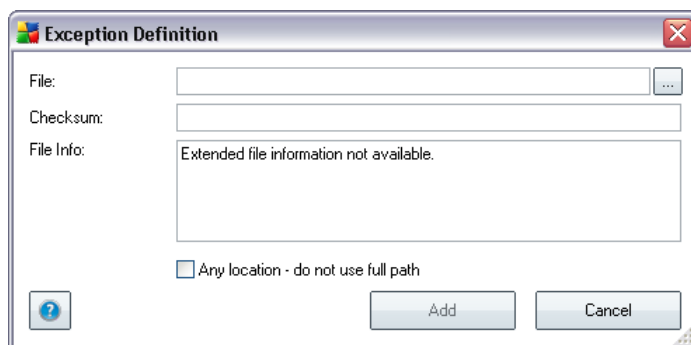 Exception Definition
File:
...
Checksum:
File Info:
Extended file information not available.
Any location - do not use full path
?
Add
Cancel